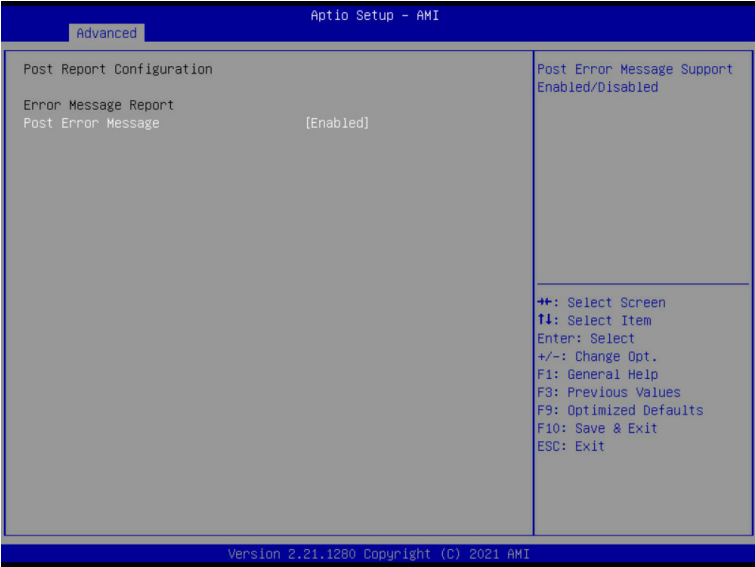 Aptio Setup – AMI
Advanced
Post Report Configuration
Error Message Report
Post Error Message [Enabled]
Post Error Message Support
Enabled/Disabled
→←: Select Screen
↑↓: Select Item
Enter: Select
+/-: Change Opt.
F1: General Help
F3: Previous Values
F9: Optimized Defaults
F10: Save & Exit
ESC: Exit
Version 2.21.1280 Copyright (C) 2021 AMI